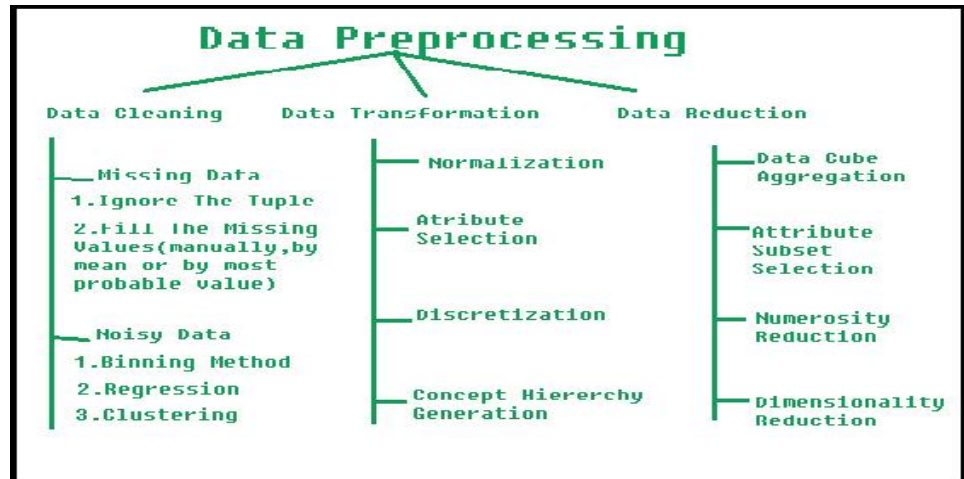 Data Preprocessing
Data Cleaning
Missing Data
1.Ignore The Tuple
2.Fill The Missing
Values(manually,by
mean or by most
probable value)
Noisy Data
1.Binning Method
2.Regression
3.Clustering
Data Transformation
Normalization
Atribute
Selection
Discretization
Concept Hiererchy
Generation
Data Reduction
Data Cube
Aggregation
Attribute
Subset
Selection
Numerosity
Reduction
Dimensionality
Reduction